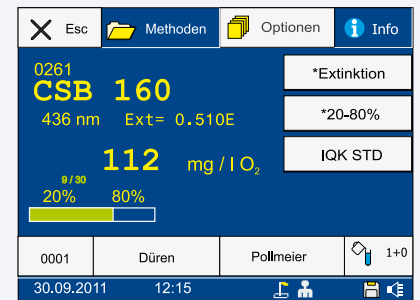 Esc Methoden Optionen Info
0261
CSB 160
436 nm Ext= 0.510E
112 mg / l O₂
9/30
20% 80%
*Extinktion
*20-80%
IQK STD
0001 Düren Pollmeier 1+0
30.09.2011 12:15